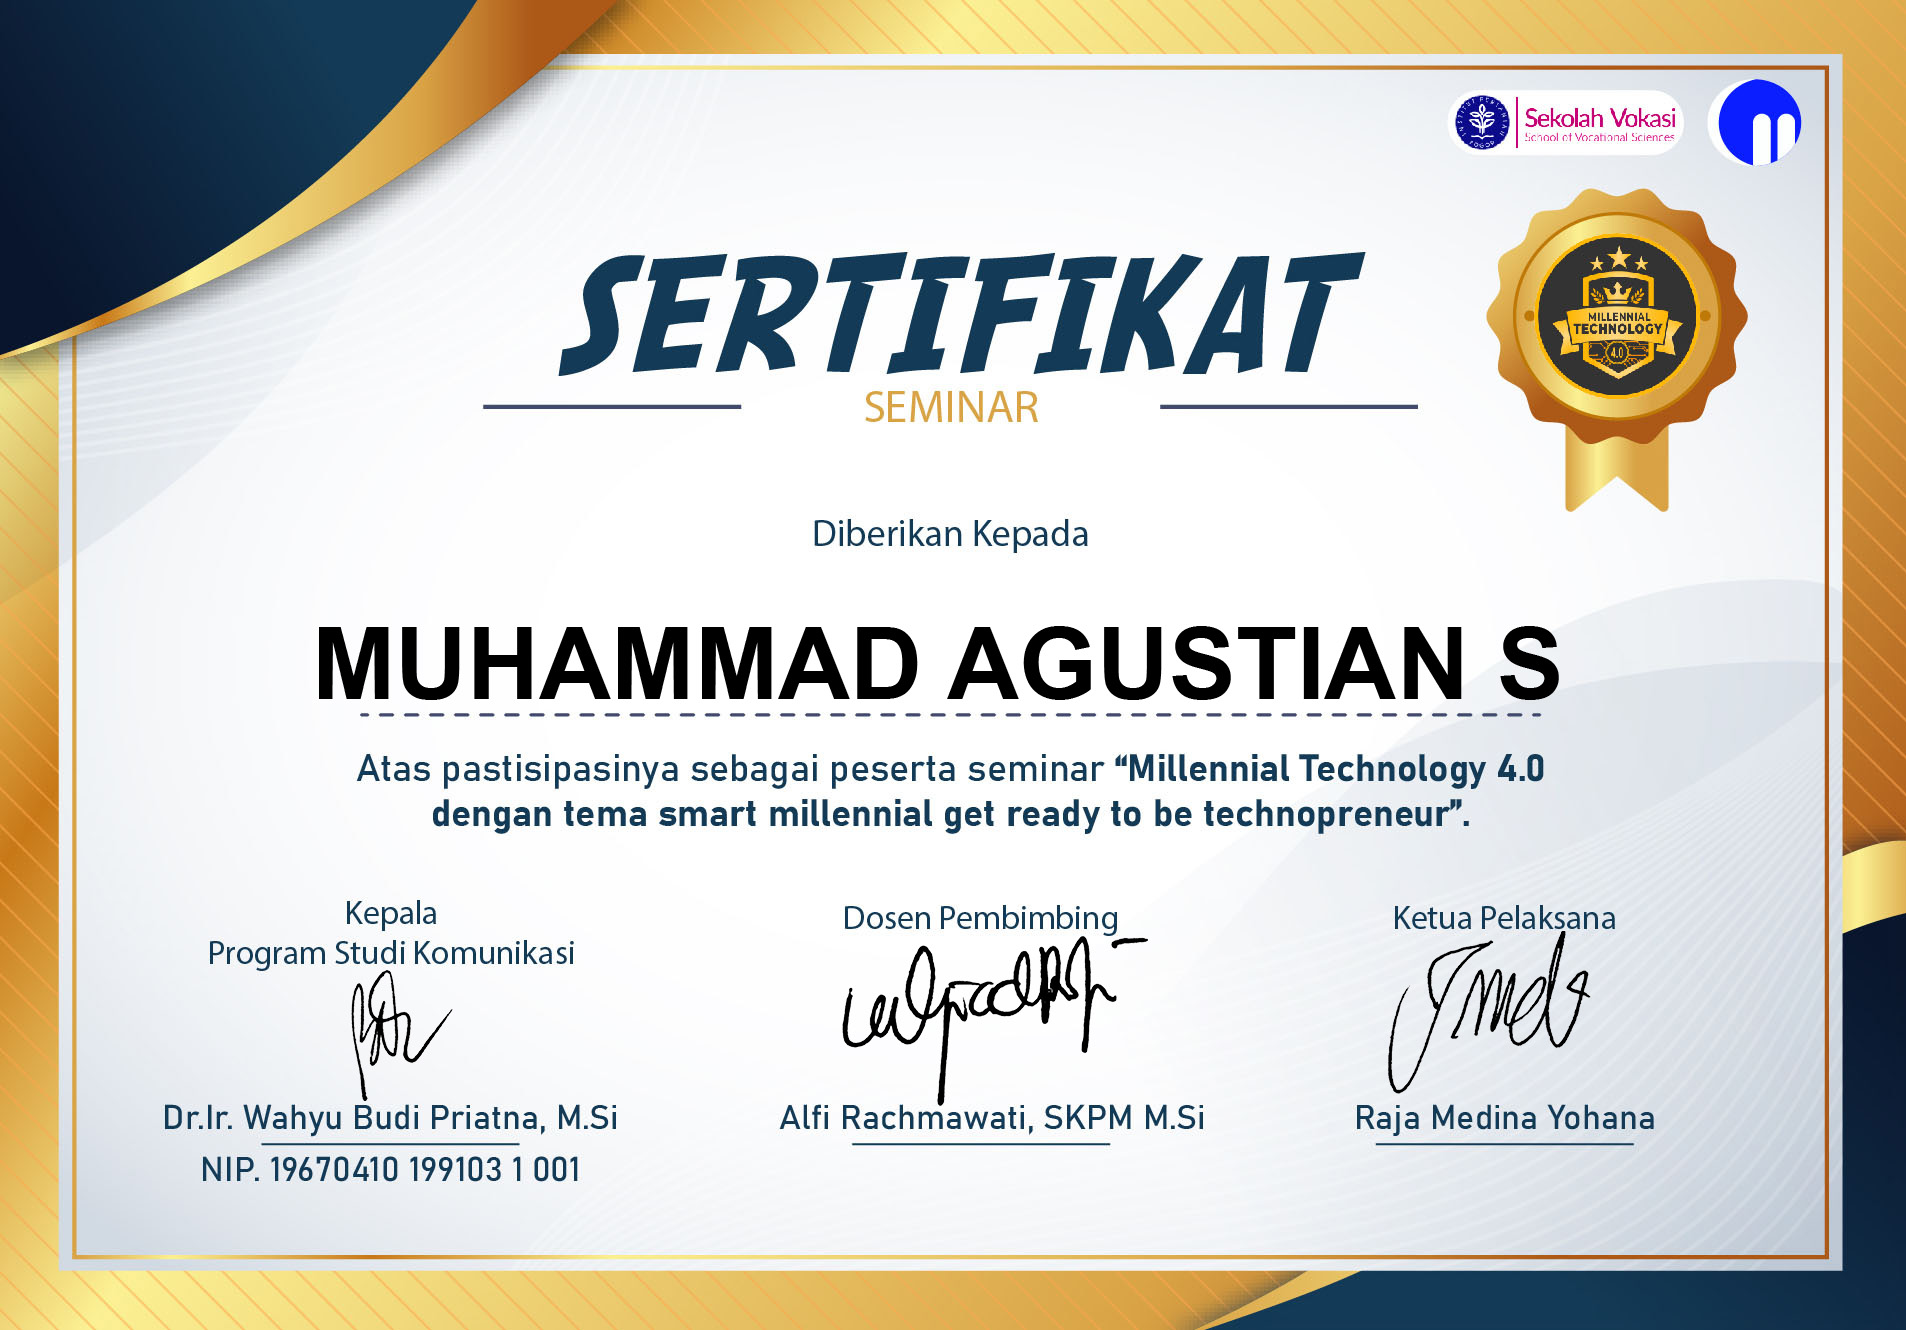 Sekolah Vokasi
School of Vocational Sciences
INSTITUT PERTANIAN BOGOR
SERTIFIKAT
SEMINAR
MILLENNIAL
TECHNOLOGY
4.0
Diberikan Kepada
MUHAMMAD AGUSTIAN S
Atas pastisipasinya sebagai peserta seminar “Millennial Technology 4.0
dengan tema smart millennial get ready to be technopreneur”.
Kepala
Program Studi Komunikasi
Dr.Ir. Wahyu Budi Priatna, M.Si
NIP. 19670410 199103 1 001
Dosen Pembimbing
Alfi Rachmawati, SKPM M.Si
Ketua Pelaksana
Raja Medina Yohana